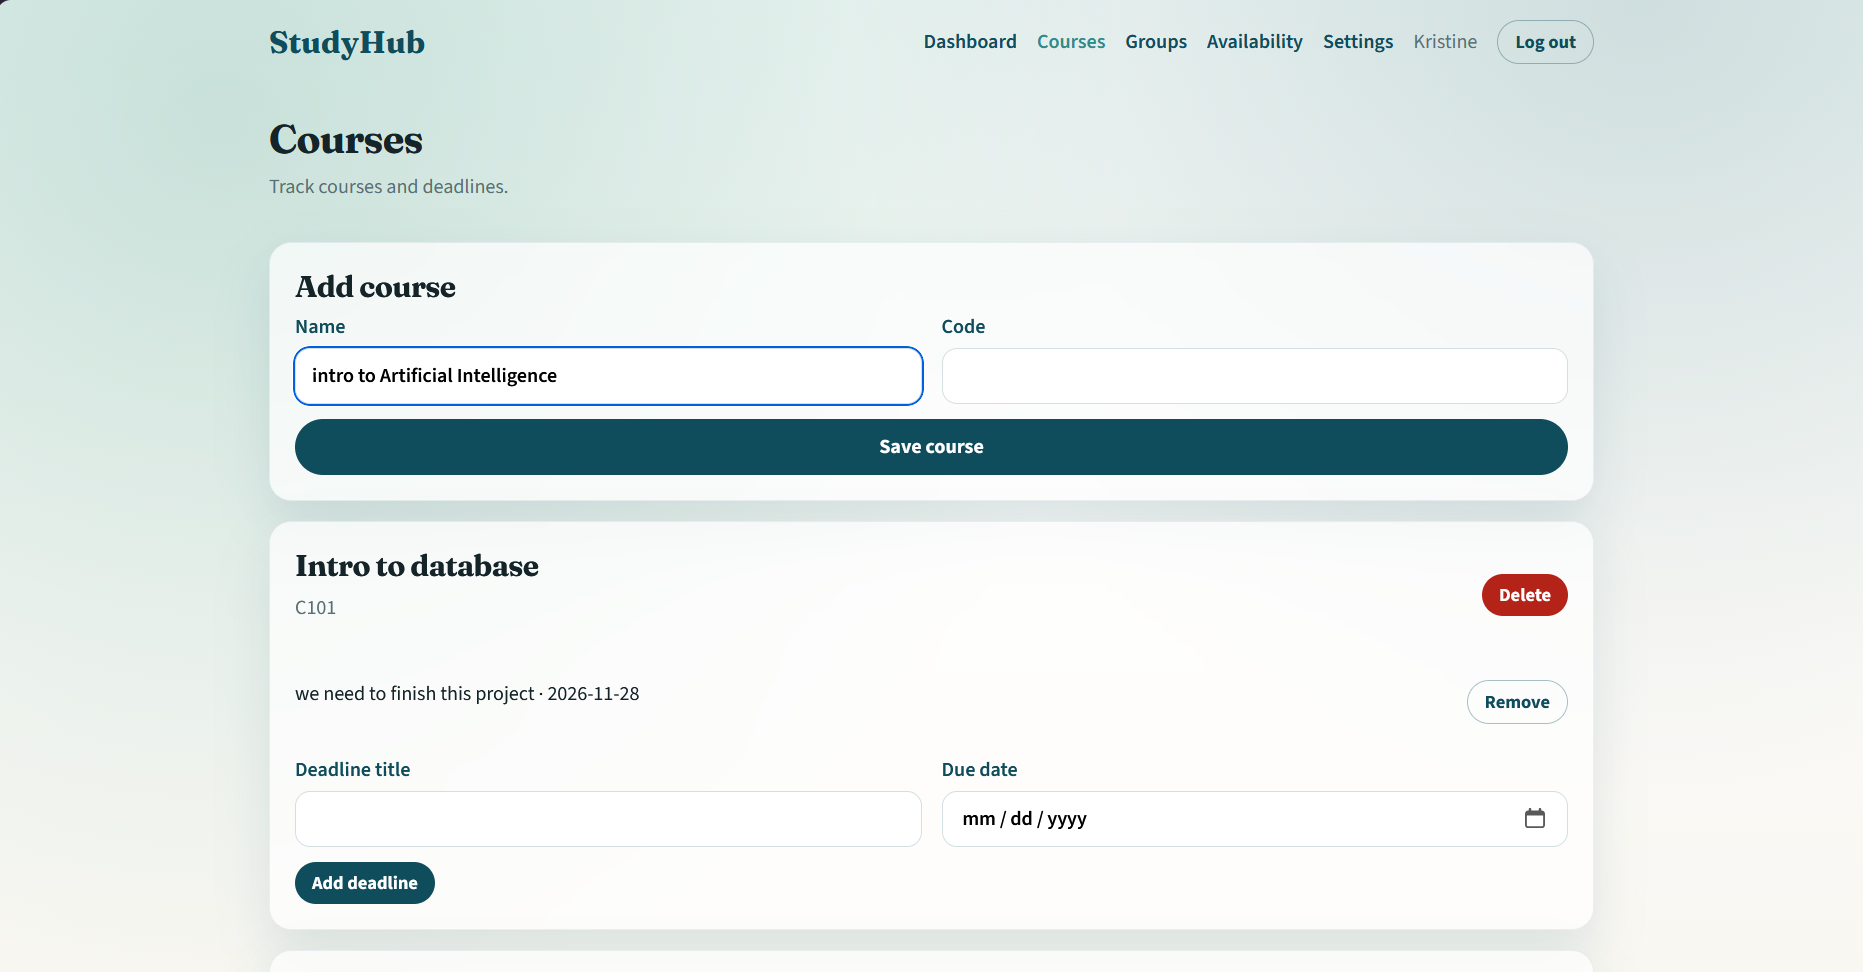 StudyHub
Dashboard Courses Groups Availability Settings Kristine Log out
Courses
Track courses and deadlines.
Add course
Name Code
intro to Artificial Intelligence
Save course
Intro to database
C101
Delete
we need to finish this project · 2026-11-28
Remove
Deadline title Due date
mm / dd / yyyy
Add deadline